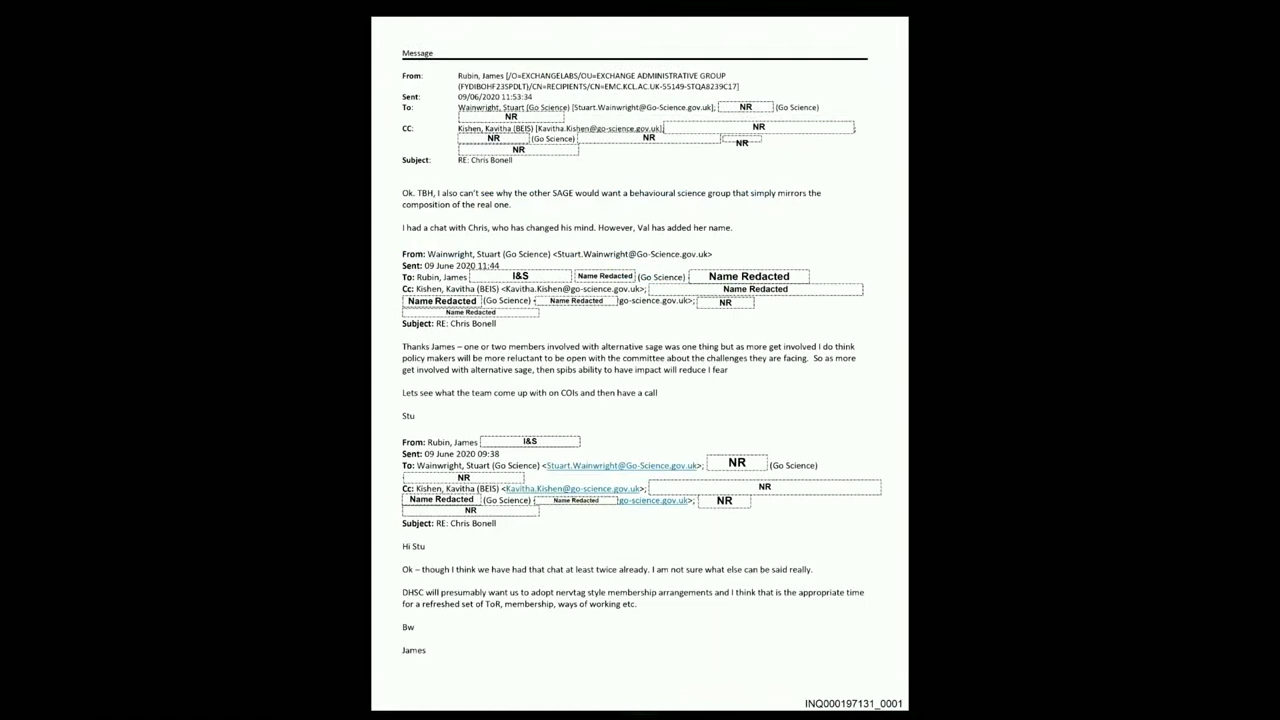 Message
From: Rubin, James [/O=EXCHANGELABS/OU=EXCHANGE ADMINISTRATIVE GROUP
(FYDIBOHF23SPDLT)/CN=RECIPIENTS/CN=EMC.KCL.AC.UK-55149-STQA8239C17]
Sent: 09/06/2020 11:53:34
To: Wainwright, Stuart (Go Science) [Stuart.Wainwright@Go-Science.gov.uk]; NR (Go Science)
NR
CC: Kishen, Kavitha (BEIS) [Kavitha.Kishen@go-science.gov.uk]; NR ;
NR (Go Science) NR NR
NR
Subject: RE: Chris Bonell
Ok. TBH, I also can't see why the other SAGE would want a behavioural science group that simply mirrors the
composition of the real one.
I had a chat with Chris, who has changed his mind. However, Val has added her name.
From: Wainwright, Stuart (Go Science) <Stuart.Wainwright@Go-Science.gov.uk>
Sent: 09 June 2020 11:44
To: Rubin, James I&S Name Redacted (Go Science) Name Redacted
Cc: Kishen, Kavitha (BEIS) <Kavitha.Kishen@go-science.gov.uk>; Name Redacted
Name Redacted (Go Science) Name Redacted go-science.gov.uk>; NR
Name Redacted
Subject: RE: Chris Bonell
Thanks James – one or two members involved with alternative sage was one thing but as more get involved I do think
policy makers will be more reluctant to be open with the committee about the challenges they are facing. So as more
get involved with alternative sage, then spibs ability to have impact will reduce I fear
Lets see what the team come up with on COIs and then have a call
Stu
From: Rubin, James I&S
Sent: 09 June 2020 09:38
To: Wainwright, Stuart (Go Science) <Stuart.Wainwright@Go-Science.gov.uk>; NR (Go Science)
NR
Cc: Kishen, Kavitha (BEIS) <Kavitha.Kishen@go-science.gov.uk>; NR
Name Redacted (Go Science) Name Redacted go-science.gov.uk>; NR
NR
Subject: RE: Chris Bonell
Hi Stu
Ok – though I think we have had that chat at least twice already. I am not sure what else can be said really.
DHSC will presumably want us to adopt nervtag style membership arrangements and I think that is the appropriate time
for a refreshed set of ToR, membership, ways of working etc.
Bw
James
INQ000197131_0001